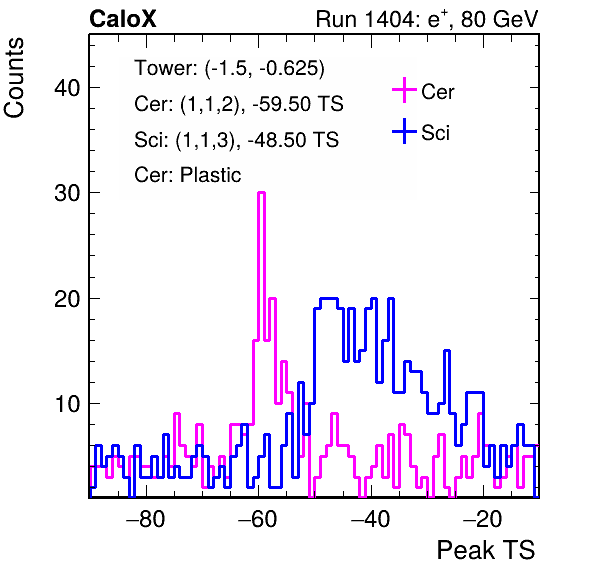 CaloX Run 1404: e⁺, 80 GeV
Counts
Tower: (-1.5, -0.625)
Cer: (1,1,2), -59.50 TS
Sci: (1,1,3), -48.50 TS
Cer: Plastic
Cer
Sci
40
30
20
10
−80 −60 −40 −20
Peak TS